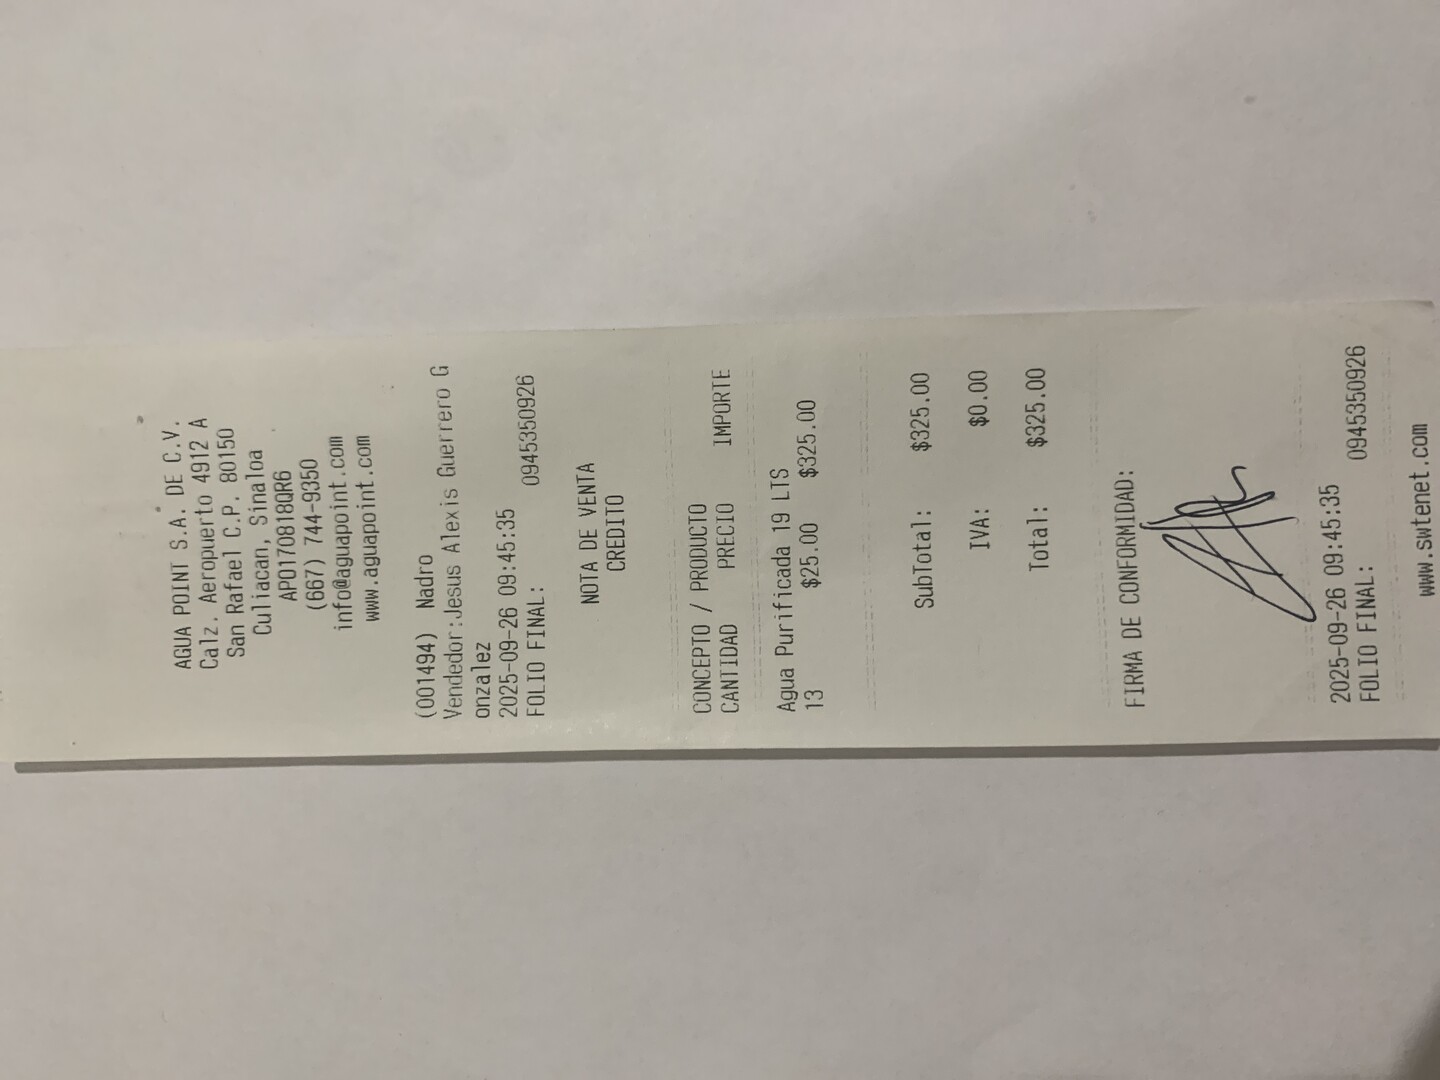 AGUA POINT S.A. DE C.V.
Calz. Aeropuerto 4912 A
San Rafael C.P. 80150
Culiacan, Sinaloa
APO170818QR6
(667) 744-9350
info@aguapoint.com
www.aguapoint.com
(001494) Nadro
Vendedor:Jesus Alexis Guerrero G
onzalez
2025-09-26 09:45:35
FOLIO FINAL: 0945350926
NOTA DE VENTA
CREDITO
CONCEPTO / PRODUCTO
CANTIDAD PRECIO IMPORTE
Agua Purificada 19 LTS
13 $25.00 $325.00
SubTotal: $325.00
IVA: $0.00
Total: $325.00
FIRMA DE CONFORMIDAD:
2025-09-26 09:45:35
FOLIO FINAL: 0945350926
www.swtenet.com